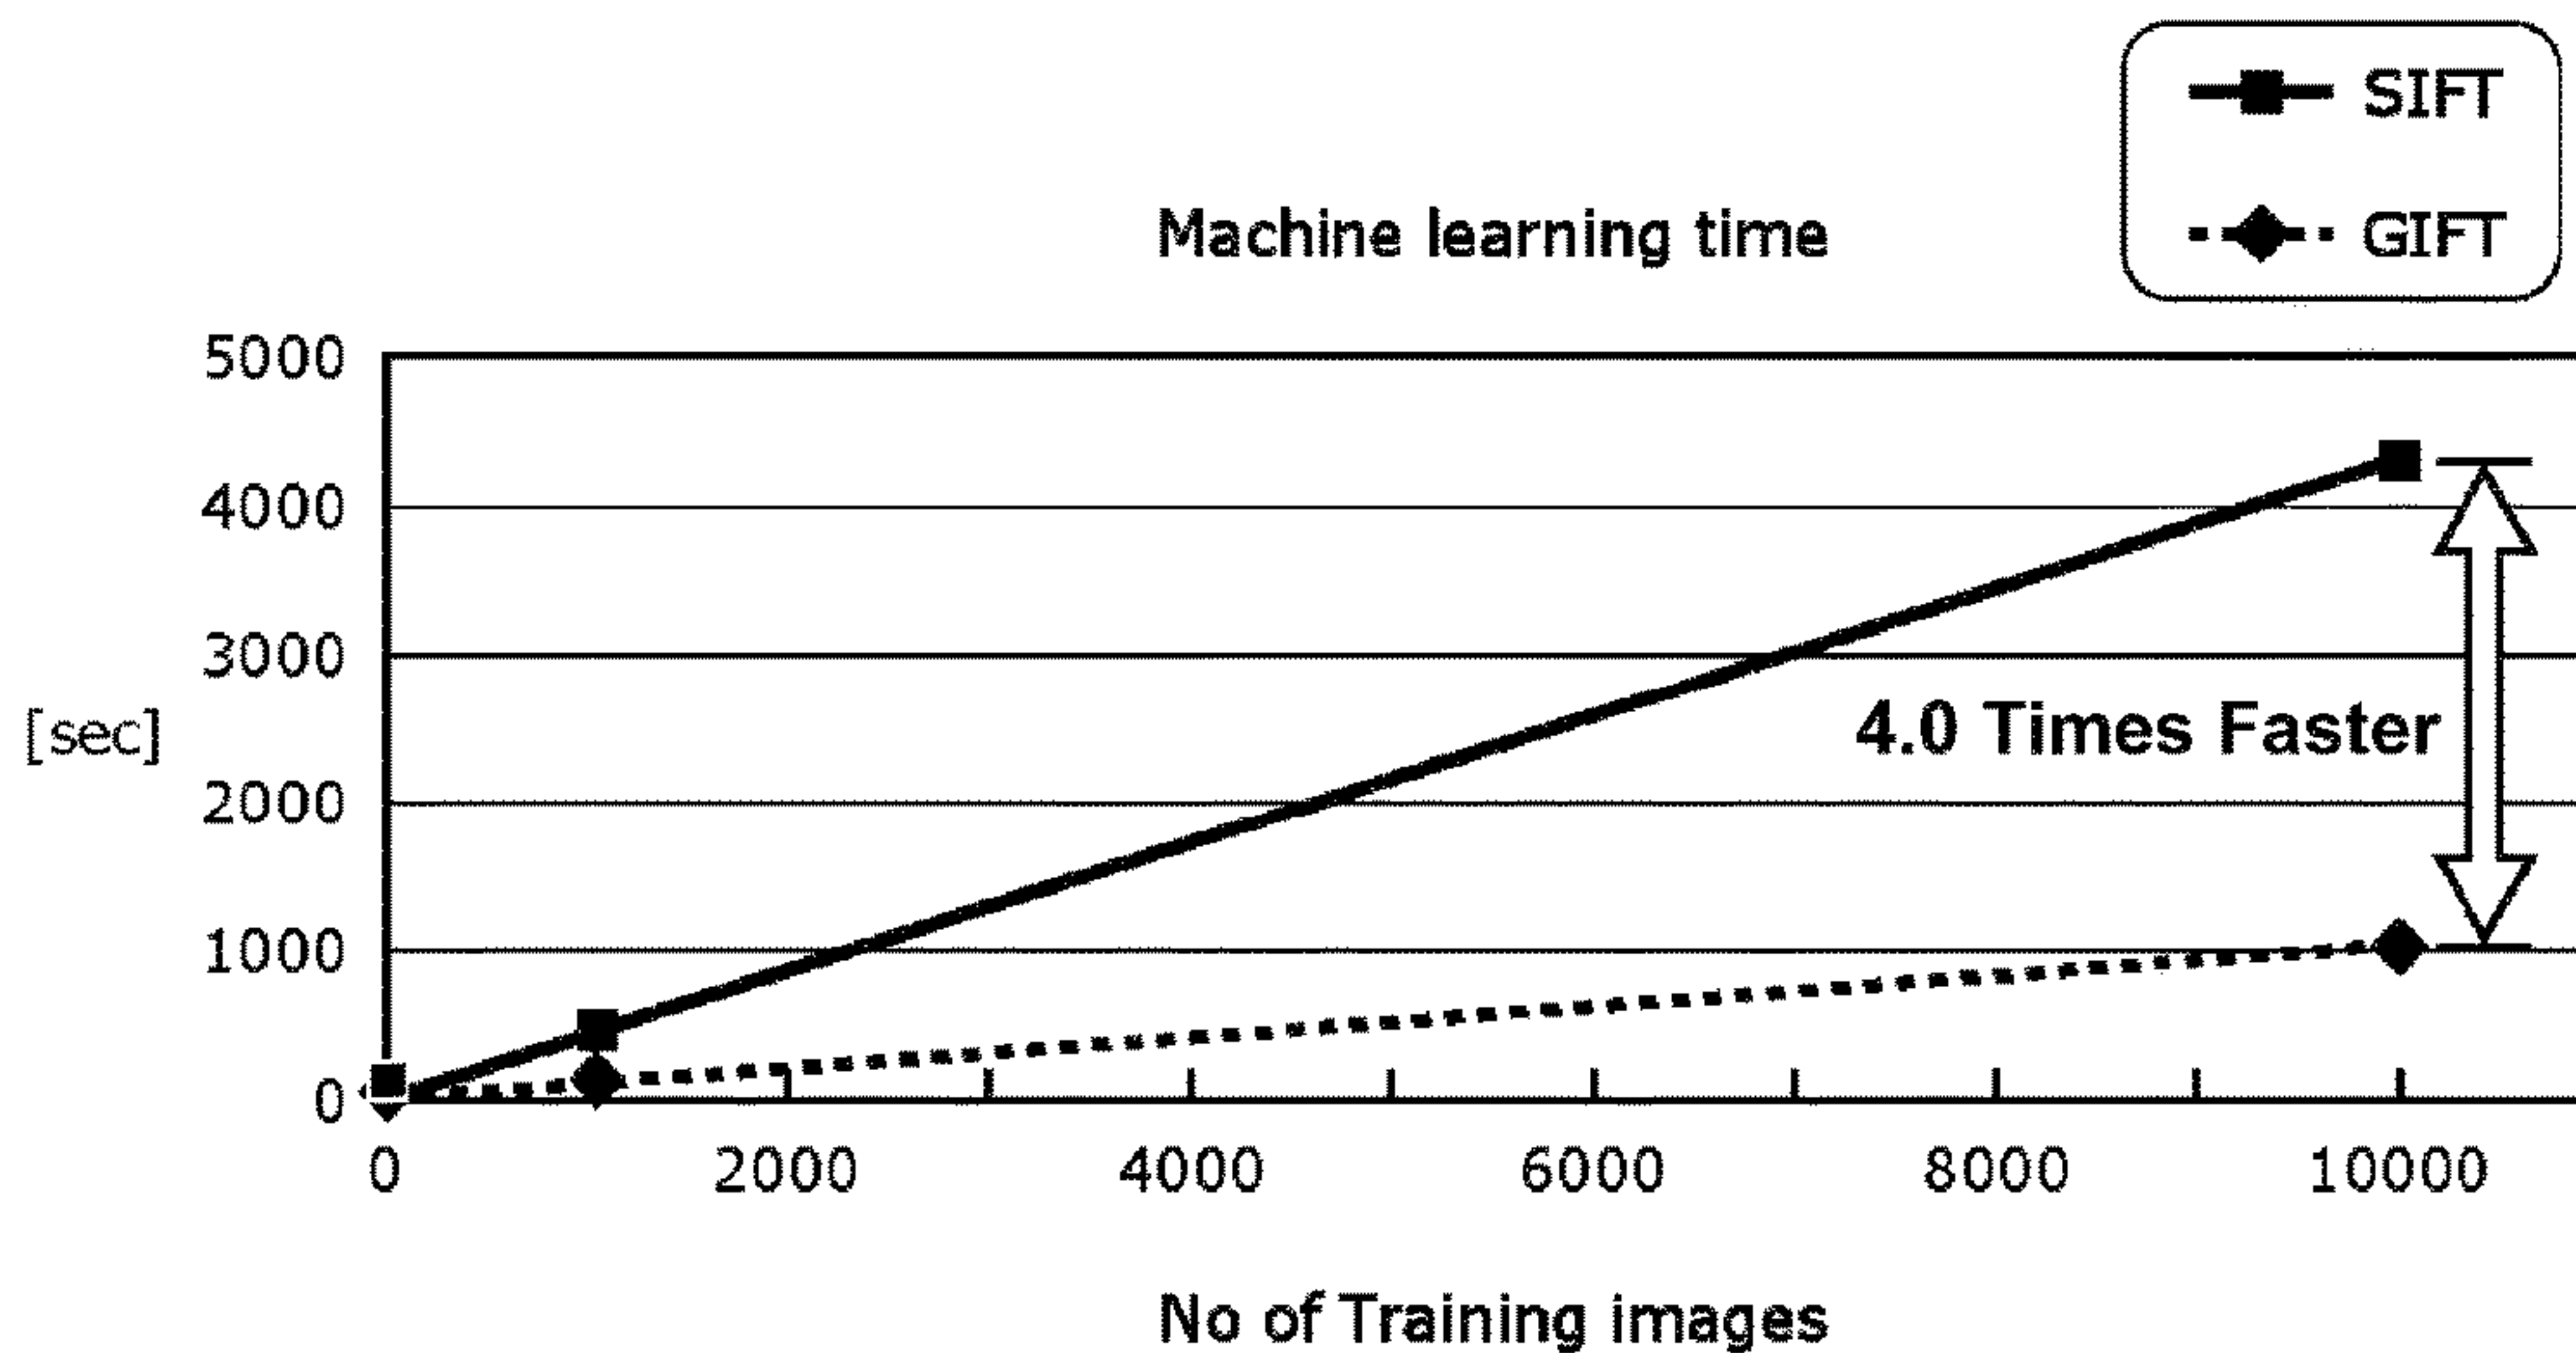 SIFT
GIFT
Machine learning time
5000
4000
3000
[sec]
4.0 Times Faster
2000
1000
0
0 2000 4000 6000 8000 10000
No of Training images